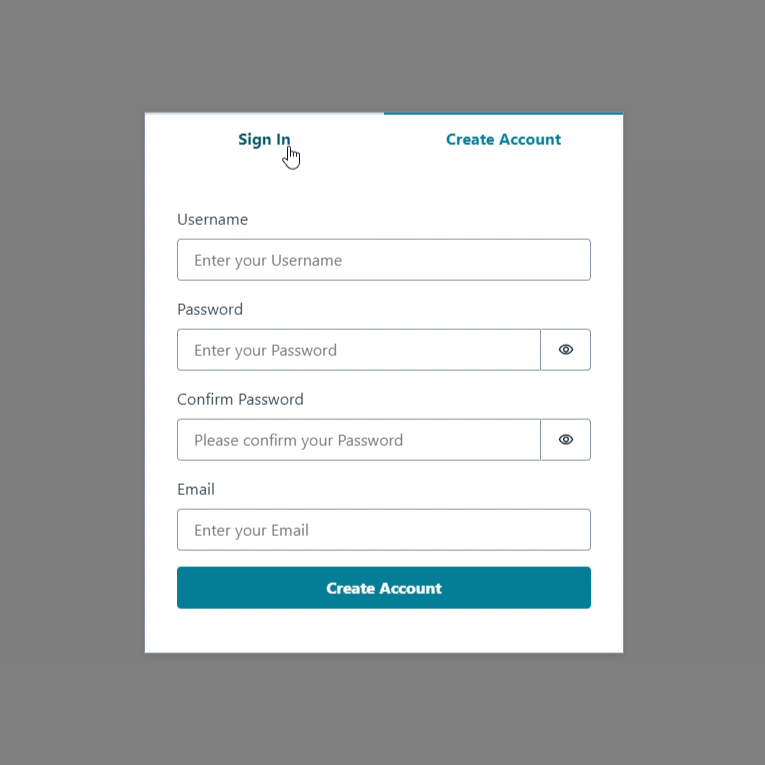 Sign In
Create Account
Username
Enter your Username
Password
Enter your Password
Confirm Password
Please confirm your Password
Email
Enter your Email
Create Account